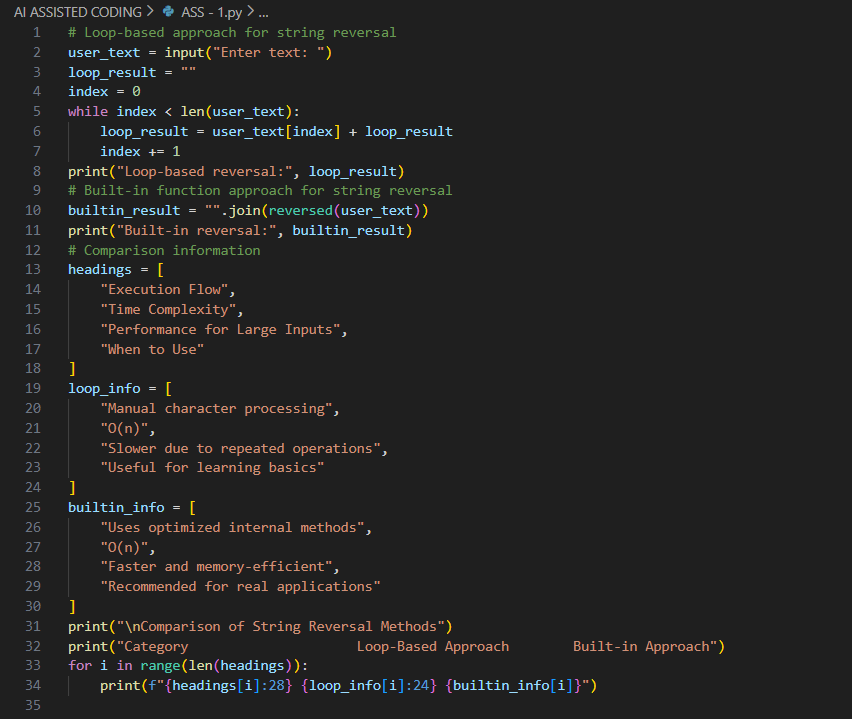 AI ASSISTED CODING > ASS - 1.py > ...
1 # Loop-based approach for string reversal
2 user_text = input("Enter text: ")
3 loop_result = ""
4 index = 0
5 while index < len(user_text):
6     loop_result = user_text[index] + loop_result
7     index += 1
8 print("Loop-based reversal:", loop_result)
9 # Built-in function approach for string reversal
10 builtin_result = "".join(reversed(user_text))
11 print("Built-in reversal:", builtin_result)
12 # Comparison information
13 headings = [
14     "Execution Flow",
15     "Time Complexity",
16     "Performance for Large Inputs",
17     "When to Use"
18 ]
19 loop_info = [
20     "Manual character processing",
21     "O(n)",
22     "Slower due to repeated operations",
23     "Useful for learning basics"
24 ]
25 builtin_info = [
26     "Uses optimized internal methods",
27     "O(n)",
28     "Faster and memory-efficient",
29     "Recommended for real applications"
30 ]
31 print("\nComparison of String Reversal Methods")
32 print("Category                     Loop-Based Approach        Built-in Approach")
33 for i in range(len(headings)):
34     print(f"{headings[i]:28} {loop_info[i]:24} {builtin_info[i]}")
35